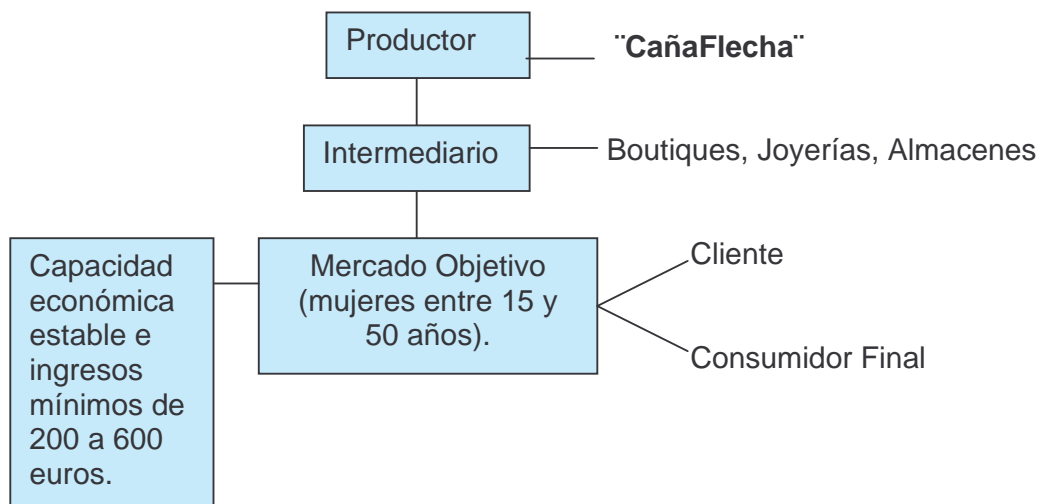 Productor
¨CañaFlecha¨
Intermediario
Boutiques, Joyerías, Almacenes
Capacidad
económica
estable e
ingresos
mínimos de
200 a 600
euros.
Mercado Objetivo
(mujeres entre 15 y
50 años).
Cliente
Consumidor Final